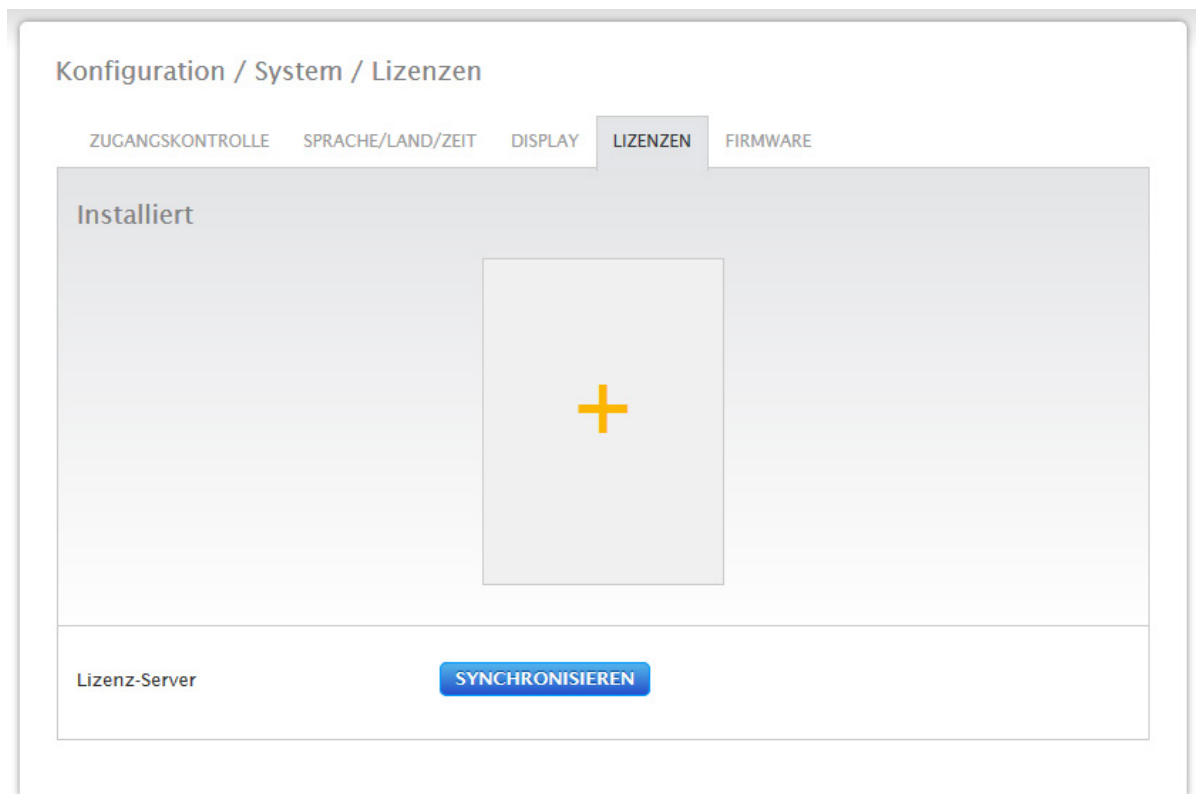 Konfiguration / System / Lizenzen
ZUGANGSKONTROLLE SPRACHE/LAND/ZEIT DISPLAY LIZENZEN FIRMWARE
Installiert
Lizenz-Server SYNCHRONISIEREN